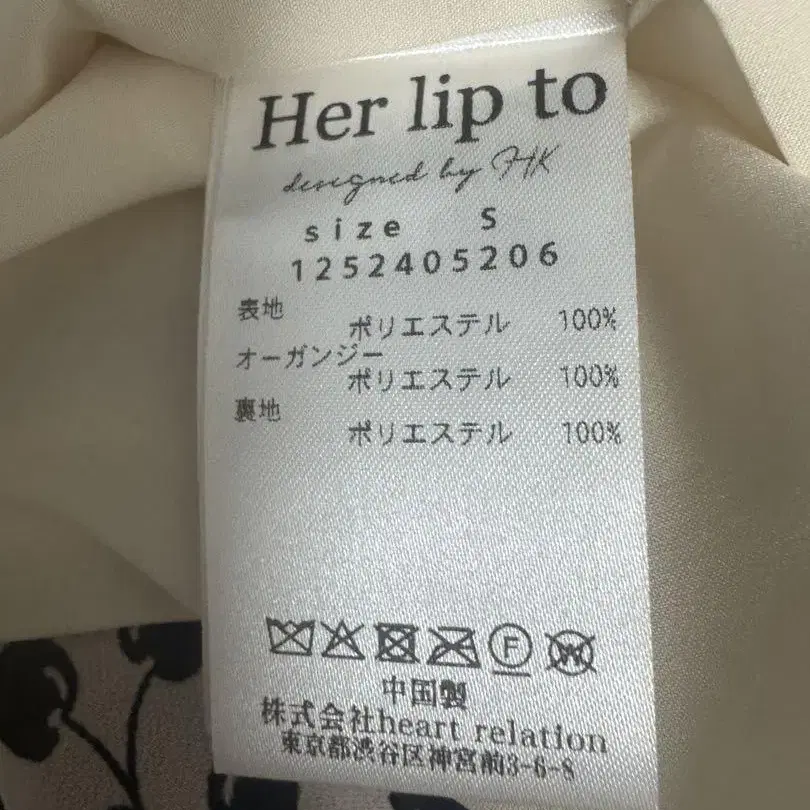 Her lip to
designed by HK
size S
1252405206
表地
ポリエステル 100%
オーガンジー
ポリエステル 100%
裏地
ポリエステル 100%
F W
中国製
株式会社heart relation
東京都渋谷区神宮前3-6-8